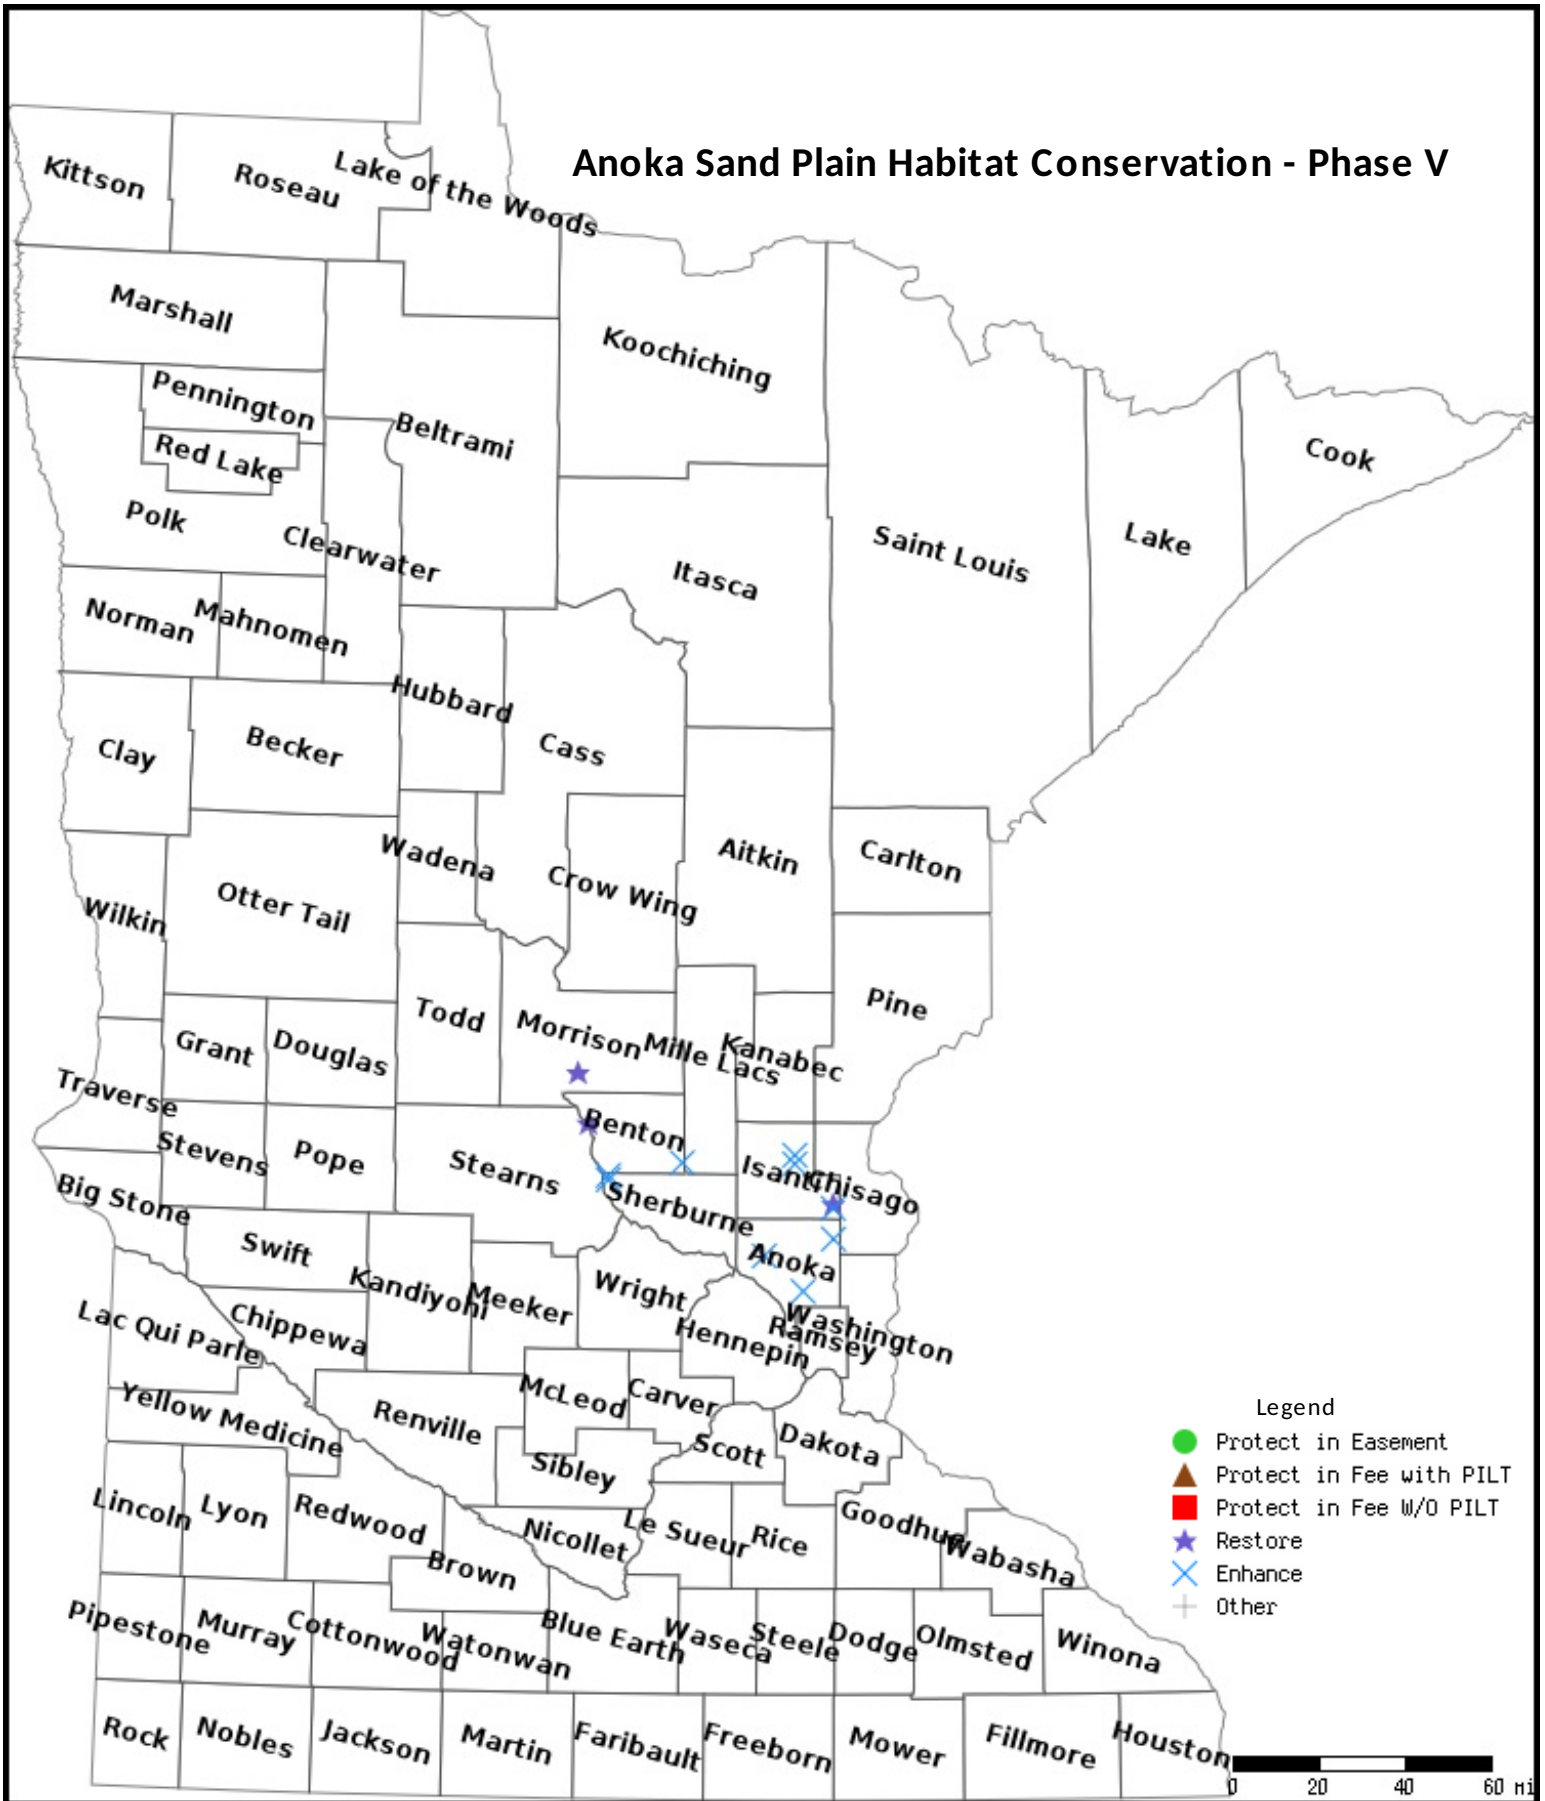 Anoka Sand Plain Habitat Conservation - Phase V
Kittson
Roseau
Lake of the Woods
Marshall
Koochiching
Pennington
Beltrami
Red Lake
Cook
Polk
Clearwater
Saint Louis
Lake
Itasca
Norman
Mahnomen
Hubbard
Clay
Becker
Cass
Wadena
Aitkin
Carlton
Otter Tail
Crow Wing
Wilkin
Todd
Morrison
Pine
Grant
Douglas
Mille Lacs
Kanabec
Traverse
Benton
Stevens
Pope
Stearns
Isanti
Chisago
Big Stone
Sherburne
Swift
Anoka
Kandiyohi
Meeker
Wright
Lac Qui Parle
Chippewa
Hennepin
Ramsey
Washington
Yellow Medicine
Renville
McLeod
Carver
Scott
Dakota
Sibley
Lincoln
Lyon
Redwood
Nicollet
Le Sueur
Rice
Goodhue
Wabasha
Brown
Pipestone
Murray
Cottonwood
Watonwan
Blue Earth
Waseca
Steele
Dodge
Olmsted
Winona
Rock
Nobles
Jackson
Martin
Faribault
Freeborn
Mower
Fillmore
Houston
Legend
Protect in Easement
Protect in Fee with PILT
Protect in Fee W/O PILT
Restore
Enhance
Other
0 20 40 60 mi